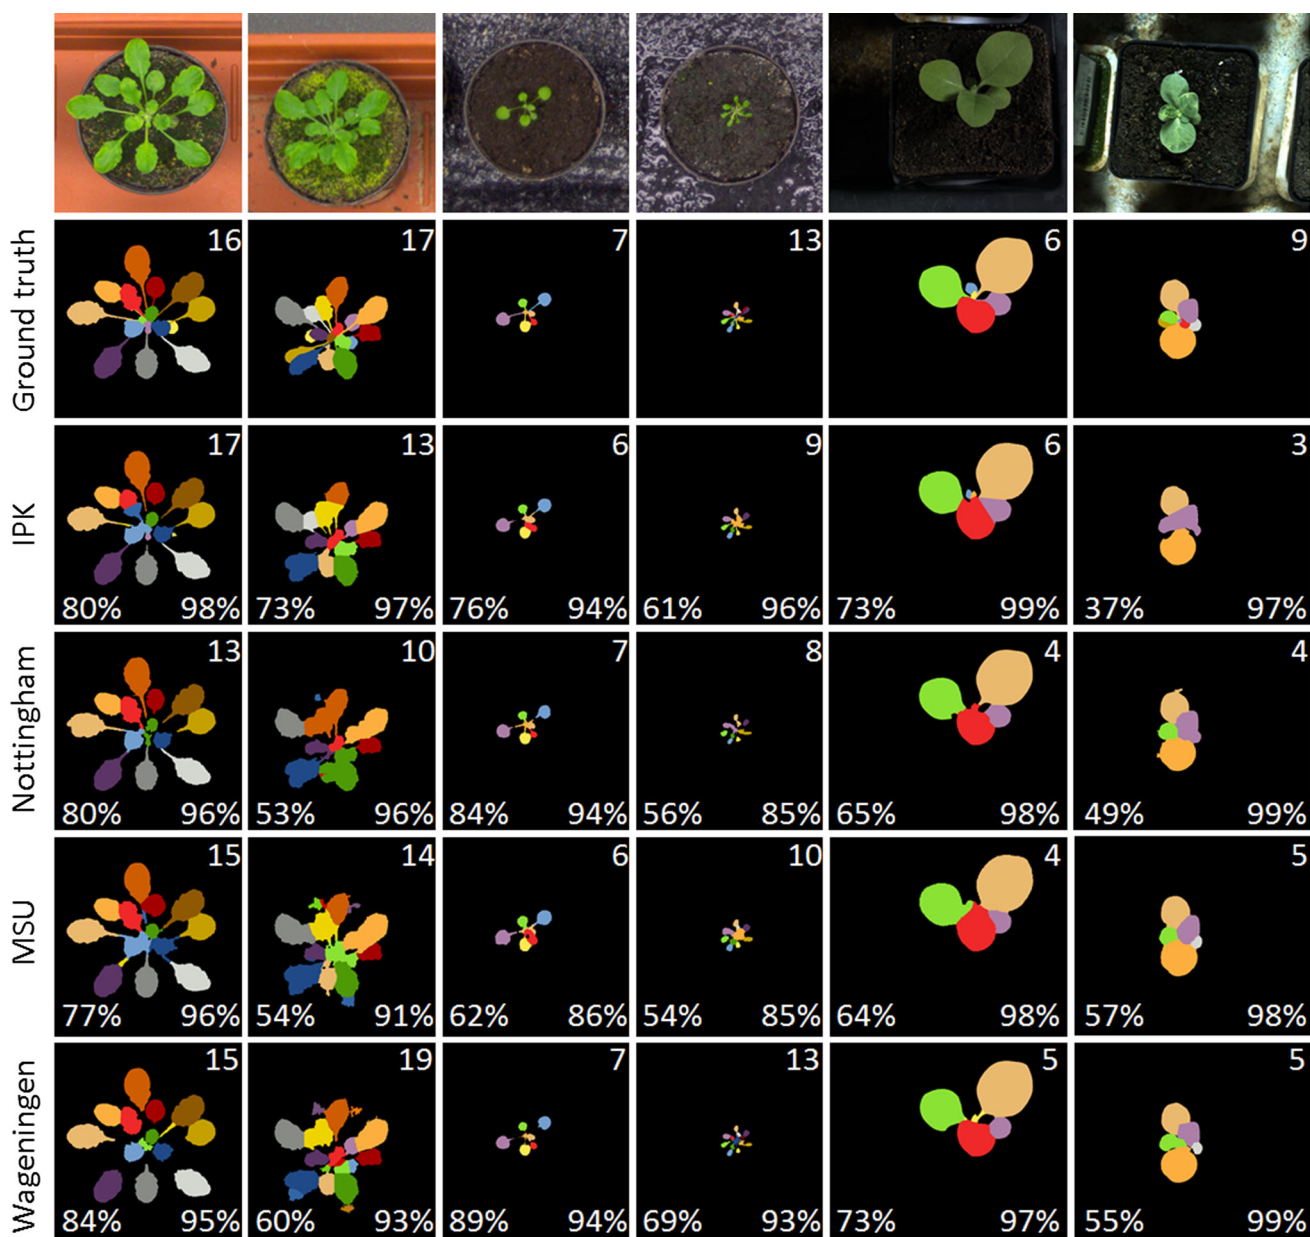 Ground truth
16 17 7 13 6 9
IPK
17 13 6 9 6 3
80% 98% 73% 97% 76% 94% 61% 96% 73% 99% 37% 97%
Nottingham
13 10 7 8 4 4
80% 96% 53% 96% 84% 94% 56% 85% 65% 98% 49% 99%
MSU
15 14 6 10 4 5
77% 96% 54% 91% 62% 86% 54% 85% 64% 98% 57% 98%
Wageningen
15 19 7 13 5 5
84% 95% 60% 93% 89% 94% 69% 93% 73% 97% 55% 99%